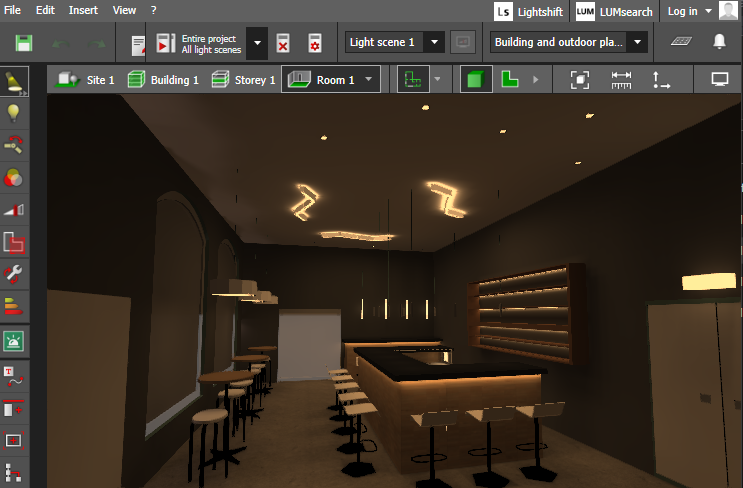 File Edit Insert View ?
Ls Lightshift LUM LUMsearch Log in
Entire project
All light scenes
Light scene 1
Building and outdoor pla...
Site 1 Building 1 Storey 1 Room 1
T